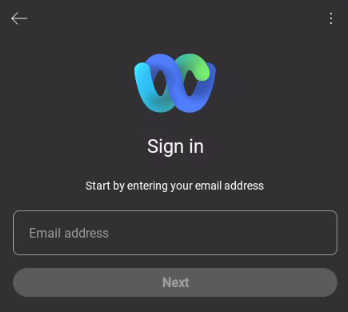 Sign in
Start by entering your email address
Email address
Next